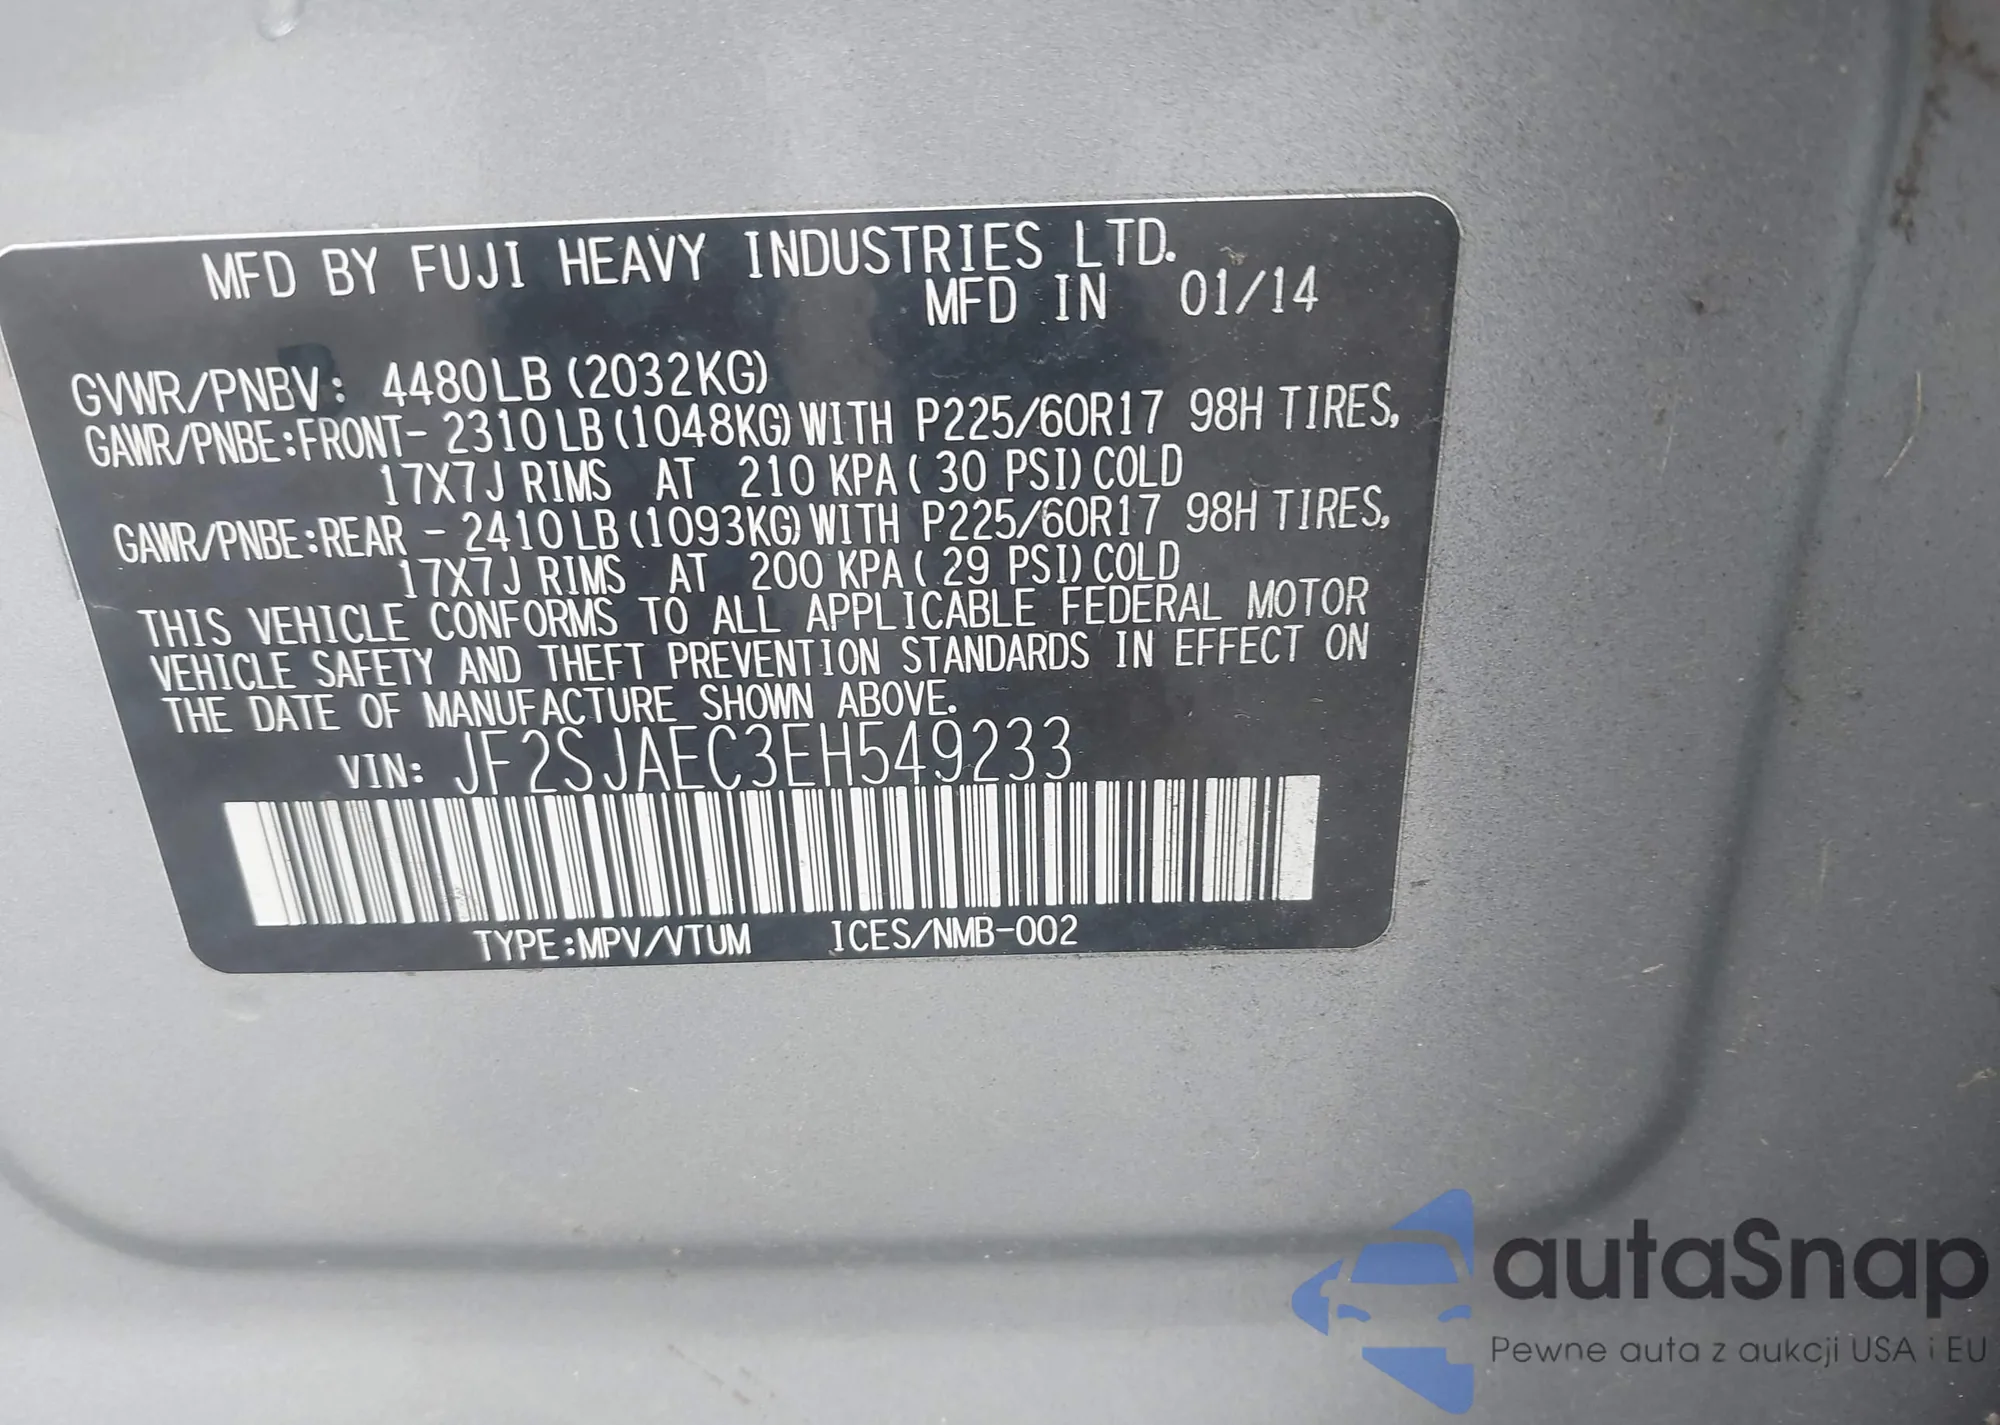 MFD BY FUJI HEAVY INDUSTRIES LTD.
MFD IN 01/14
GVWR/PNBV: 4480LB (2032KG)
GAWR/PNBE:FRONT- 2310LB (1048KG) WITH P225/60R17 98H TIRES,
17X7J RIMS AT 210 KPA ( 30 PSI) COLD
GAWR/PNBE:REAR - 2410LB (1093KG) WITH P225/60R17 98H TIRES,
17X7J RIMS AT 200 KPA ( 29 PSI) COLD
THIS VEHICLE CONFORMS TO ALL APPLICABLE FEDERAL MOTOR
VEHICLE SAFETY AND THEFT PREVENTION STANDARDS IN EFFECT ON
THE DATE OF MANUFACTURE SHOWN ABOVE.
VIN: JF2SJAEC3EH549233
TYPE:MPV/VTUM ICES/NMB-002
autaSnap
Pewne auta z aukcji USA i EU